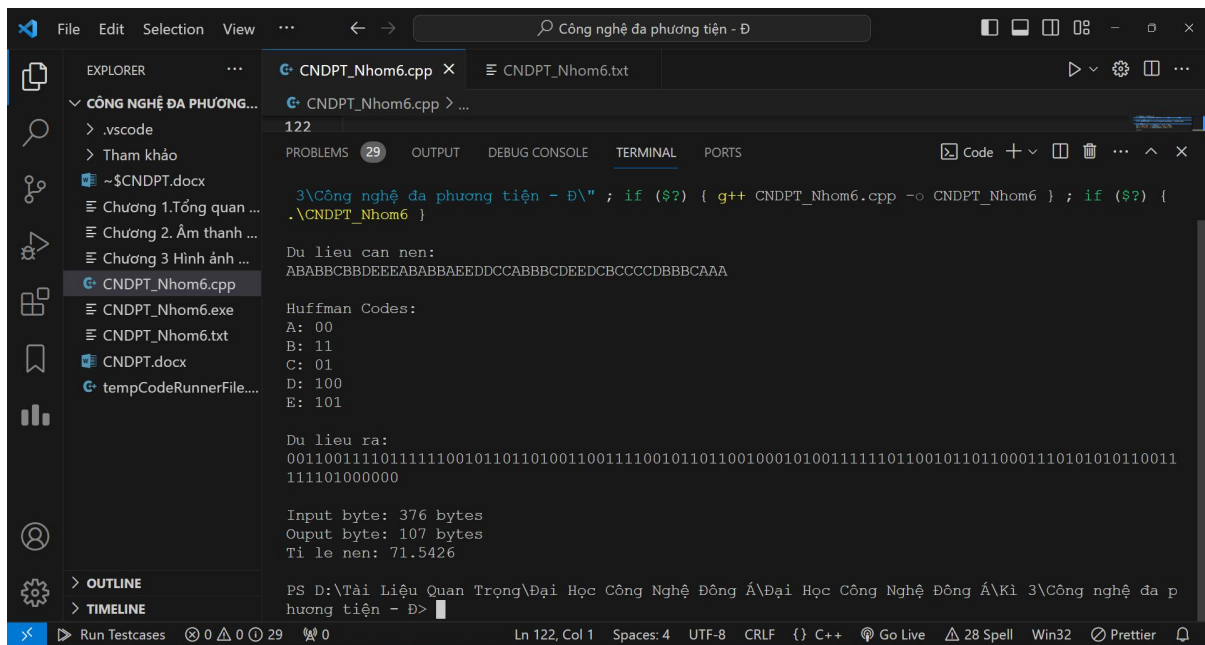 File Edit Selection View ··· ← → Công nghệ đa phương tiện - Đ
EXPLORER ···
CÔNG NGHỆ ĐA PHƯƠNG...
> .vscode
> Tham khảo
~$CNDPT.docx
Chương 1.Tổng quan ...
Chương 2. Âm thanh ...
Chương 3 Hình ảnh ...
CNDPT_Nhom6.cpp
CNDPT_Nhom6.exe
CNDPT_Nhom6.txt
CNDPT.docx
tempCodeRunnerFile....
> OUTLINE
> TIMELINE
CNDPT_Nhom6.cpp × CNDPT_Nhom6.txt
CNDPT_Nhom6.cpp > ...
122
PROBLEMS 29 OUTPUT DEBUG CONSOLE TERMINAL PORTS Code
3\Công nghệ đa phương tiện - Đ\" ; if ($?) { g++ CNDPT_Nhom6.cpp -o CNDPT_Nhom6 } ; if ($?) {
.\CNDPT_Nhom6 }
Du lieu can nen:
ABABBCBBDEEEABABBAEEDDCCABBBCDEEDCBCCCCDBBBCAAA
Huffman Codes:
A: 00
B: 11
C: 01
D: 100
E: 101
Du lieu ra:
0011001111011111100101101101001100111100101101100100010100111111011001011011000111010101011001​1
111101000000
Input byte: 376 bytes
Ouput byte: 107 bytes
Ti le nen: 71.5426
PS D:\Tài Liệu Quan Trọng\Đại Học Công Nghệ Đông Á\Đại Học Công Nghệ Đông Á\Kì 3\Công nghệ đa p
hương tiện - Đ>
Run Testcases 0 0 29 0 Ln 122, Col 1 Spaces: 4 UTF-8 CRLF {} C++ Go Live 28 Spell Win32 Prettier